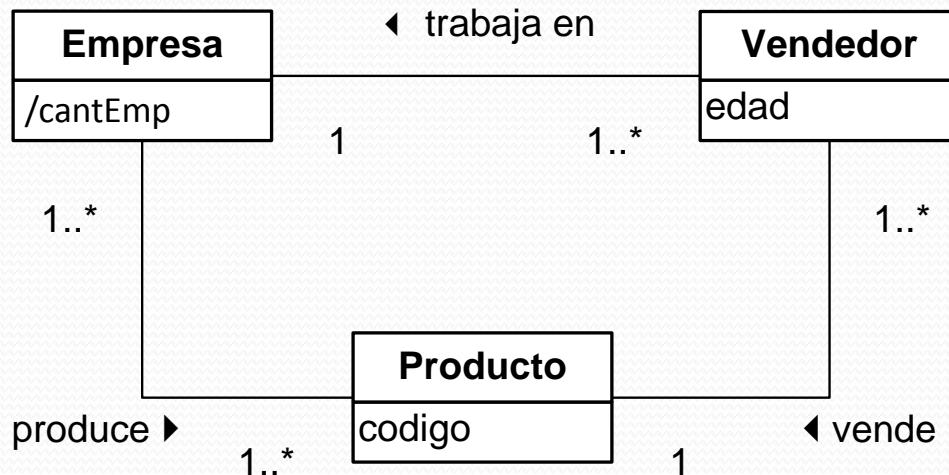 ◄ trabaja en
Empresa
/cantEmp
Vendedor
edad
1
1..*
1..*
1..*
Producto
codigo
produce ►
1..*
1
◄ vende